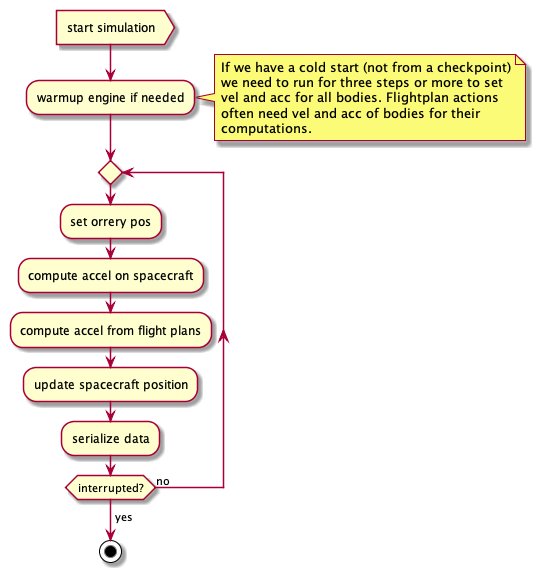 start simulation
warmup engine if needed
If we have a cold start (not from a checkpoint)
we need to run for three steps or more to set
vel and acc for all bodies. Flightplan actions
often need vel and acc of bodies for their
computations.
set orrery pos
compute accel on spacecraft
compute accel from flight plans
update spacecraft position
serialize data
interrupted?
no
yes